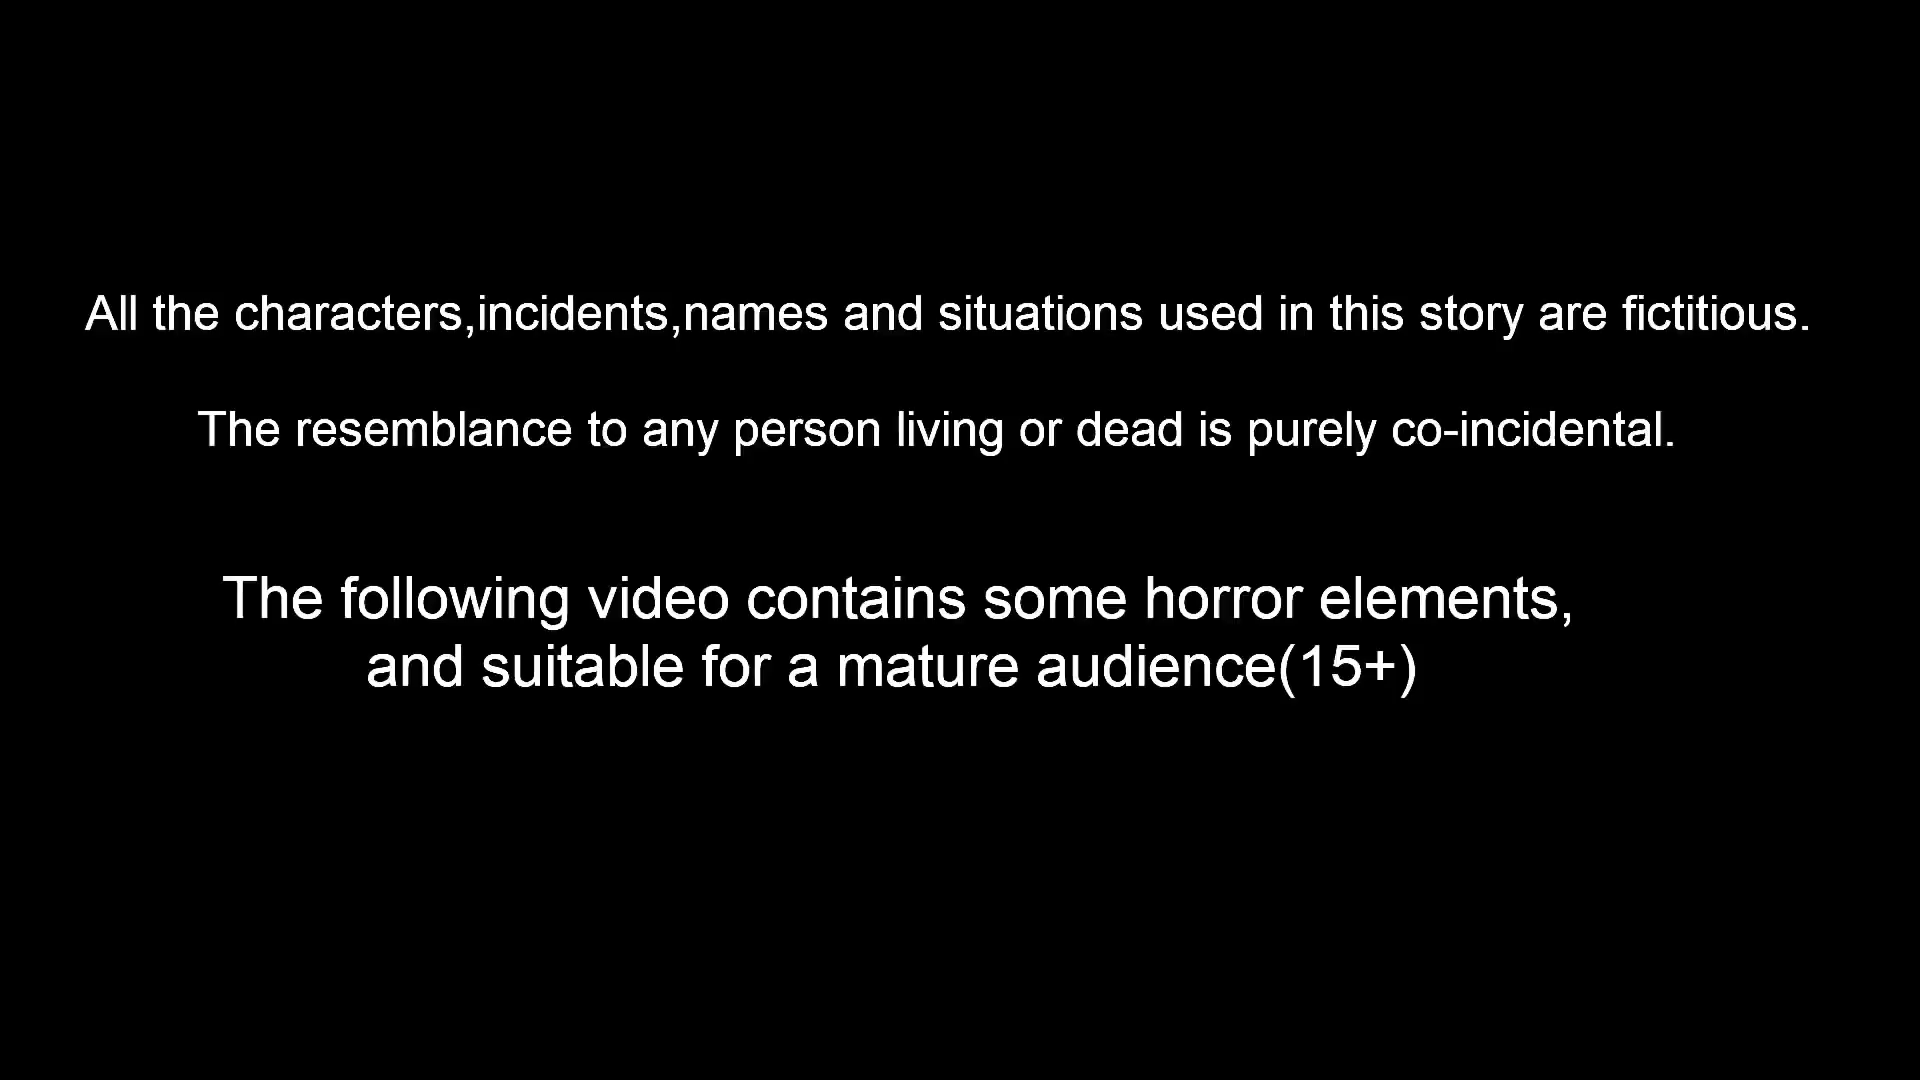 All the characters,incidents,names and situations used in this story are fictitious.
The resemblance to any person living or dead is purely co-incidental.
The following video contains some horror elements,
and suitable for a mature audience(15+)